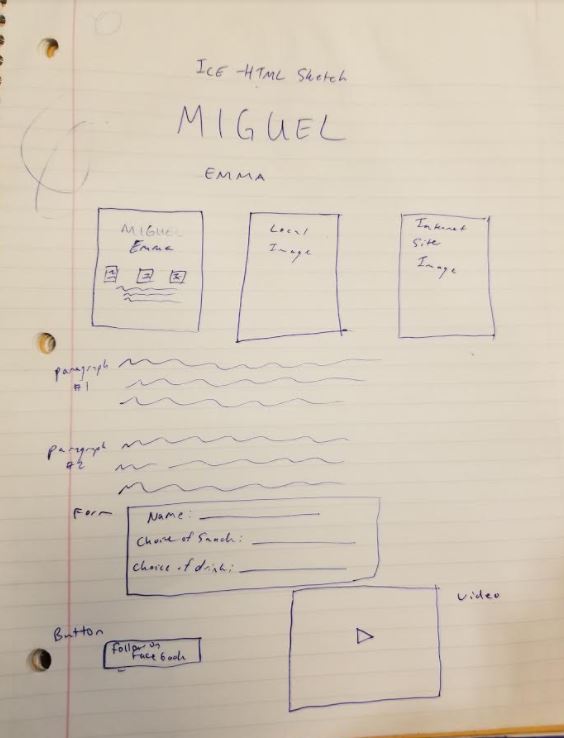 ICE - HTML Sketch
MIGUEL
EMMA
MIGUEL
Emma
Local
Image
Internet
Site
Image
paragraph
#1
paragraph
#2
Form
Name:
Choice of Snack:
Choice of drink:
Button
Follow on
Facebook
Video